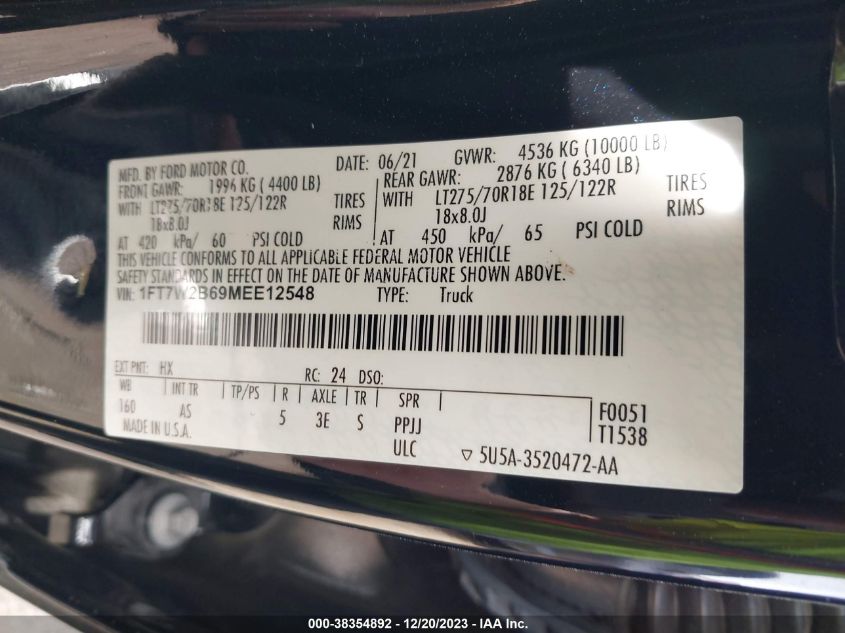 MFD. BY FORD MOTOR CO. DATE: 06/21 GVWR: 4536 KG (10000 LB)
FRONT GAWR: 1996 KG ( 4400 LB) REAR GAWR: 2876 KG ( 6340 LB)
WITH LT275/70R18E 125/122R TIRES WITH LT275/70R18E 125/122R TIRES
18x8.0J RIMS 18x8.0J RIMS
AT 420 kPa/ 60 PSI COLD AT 450 kPa/ 65 PSI COLD
THIS VEHICLE CONFORMS TO ALL APPLICABLE FEDERAL MOTOR VEHICLE
SAFETY STANDARDS IN EFFECT ON THE DATE OF MANUFACTURE SHOWN ABOVE.
VIN: 1FT7W2B69MEE12548 TYPE: Truck
EXT PNT: HX RC: 24 DSO:
WB INT TR TP/PS R AXLE TR SPR
160 AS 5 3E S PPJJ F0051
MADE IN U.S.A. ULC T1538
▽ 5U5A-3520472-AA
000-38354892 - 12/20/2023 - US.INC.-